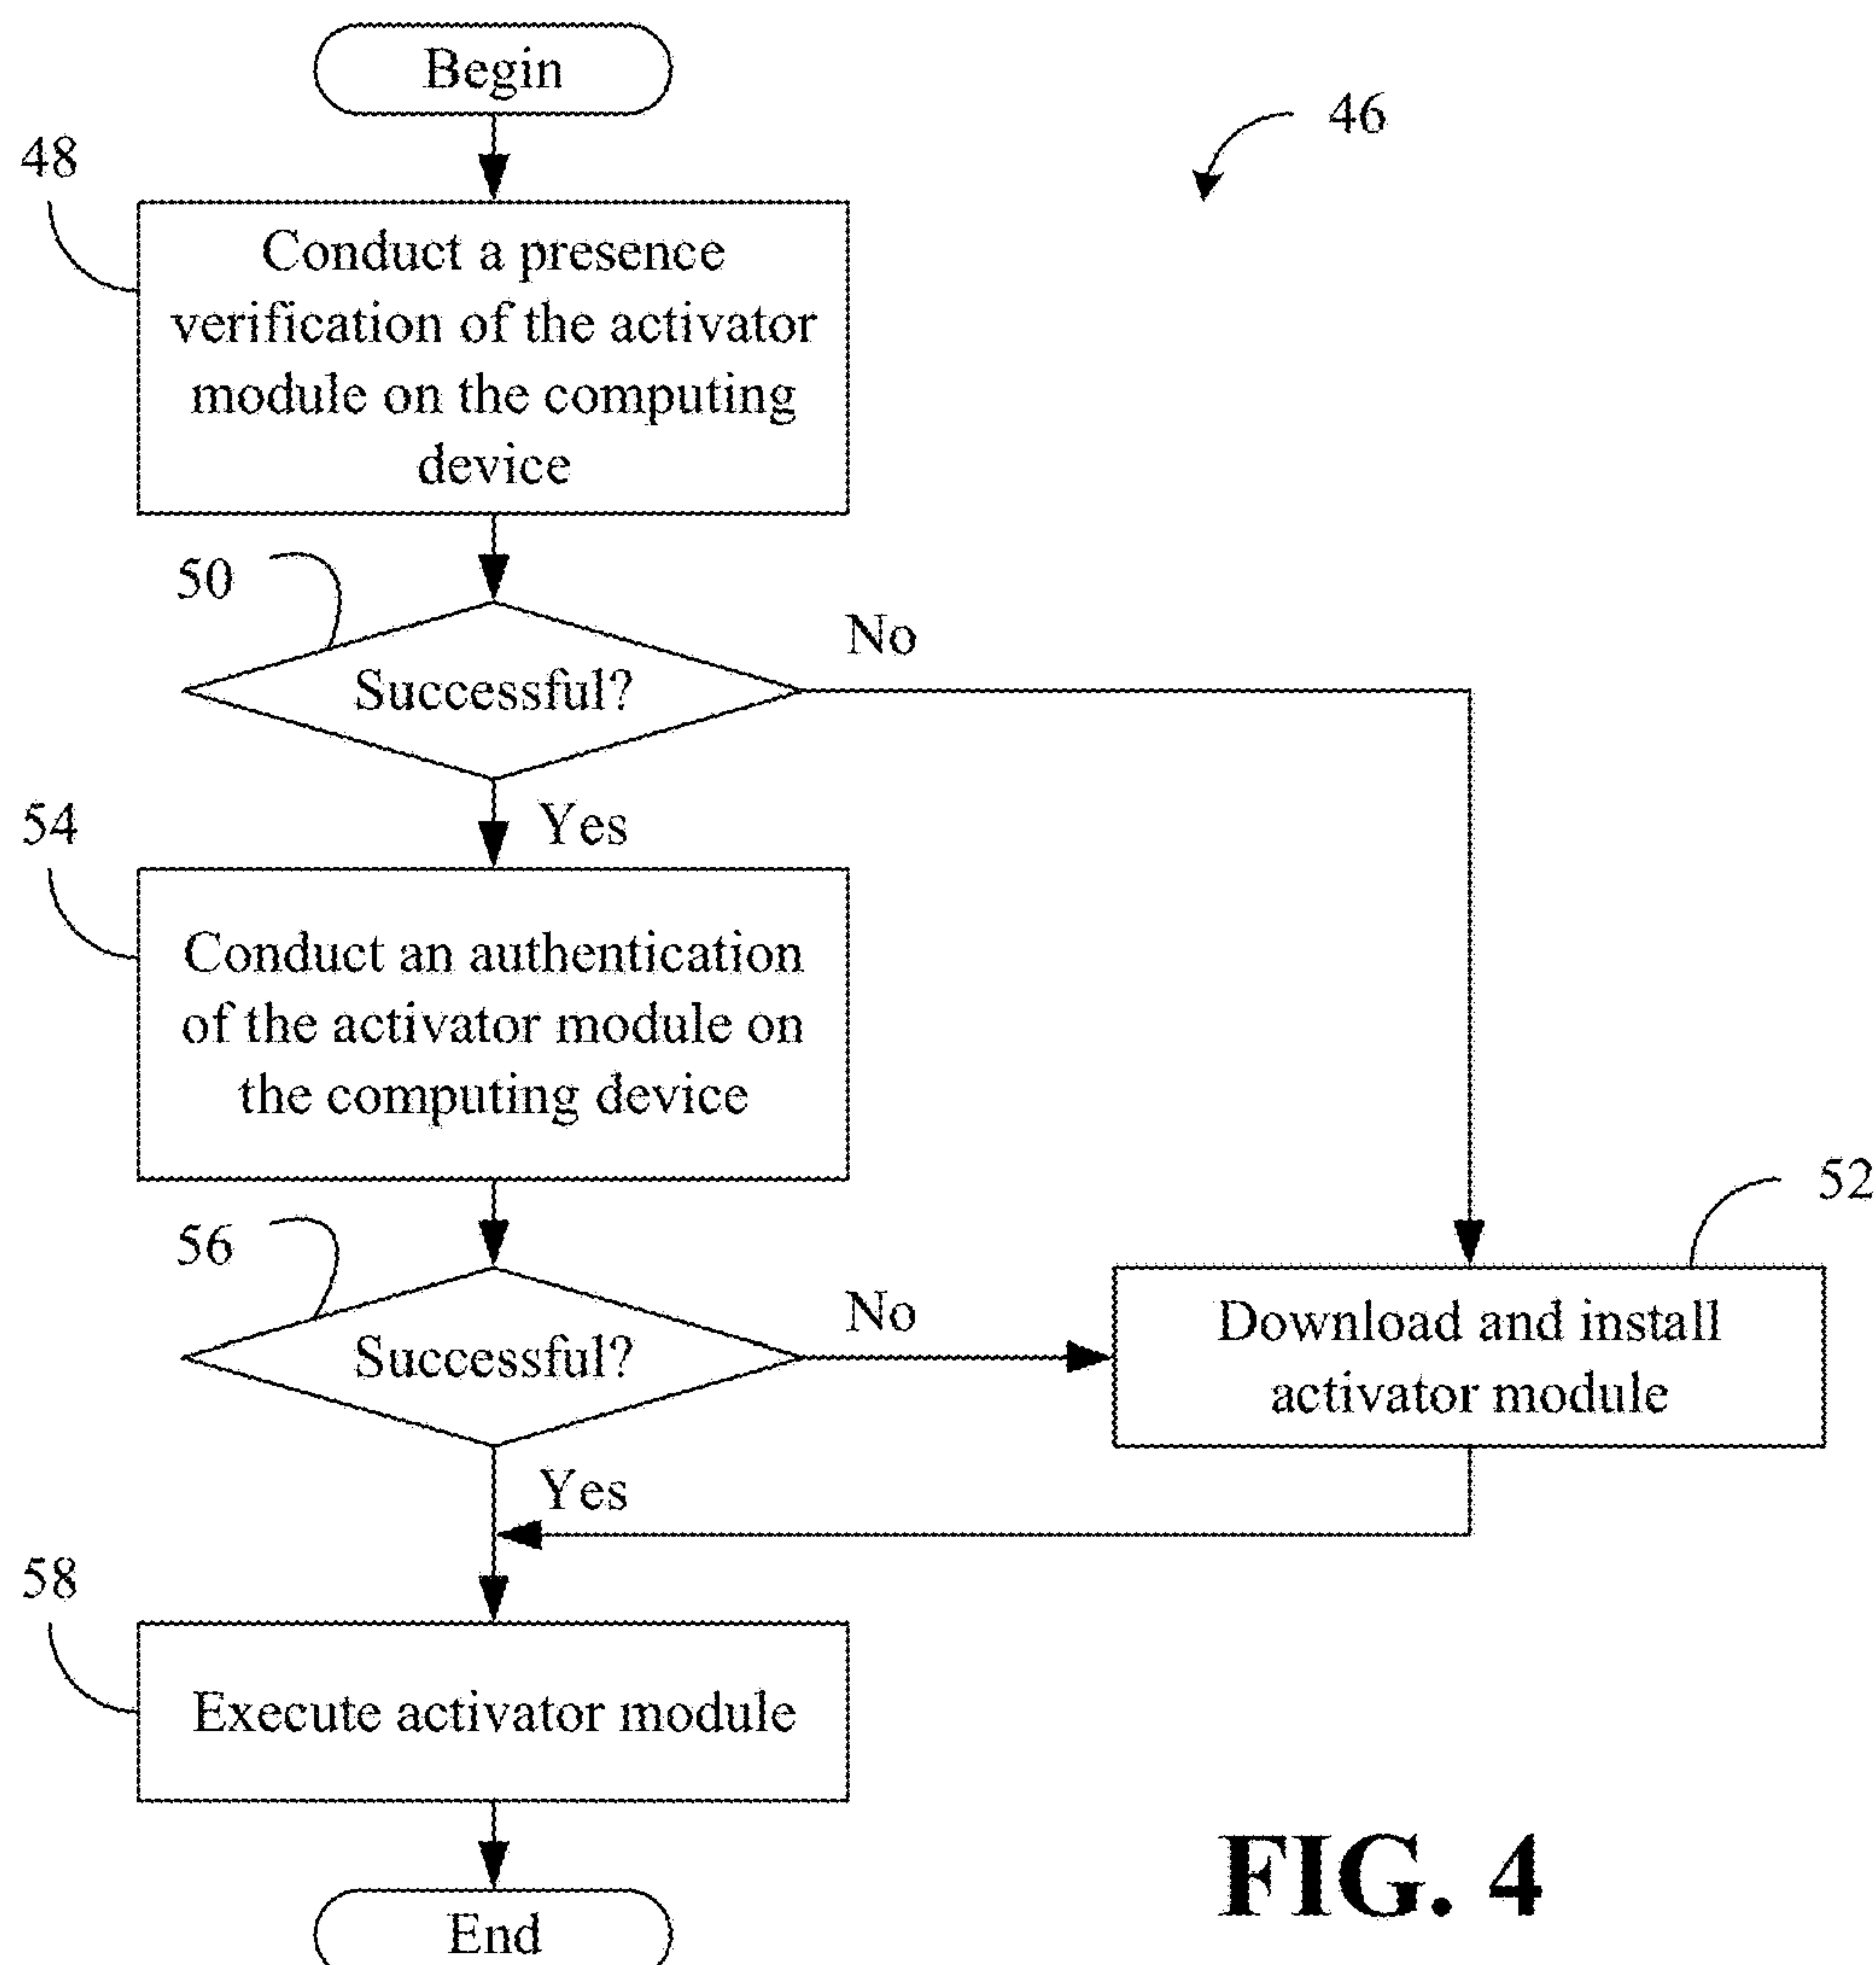 Begin
46
48
Conduct a presence
verification of the activator
module on the computing
device
50
Successful?
No
Yes
54
Conduct an authentication
of the activator module on
the computing device
56
Successful?
No
52
Download and install
activator module
Yes
58
Execute activator module
End
FIG. 4